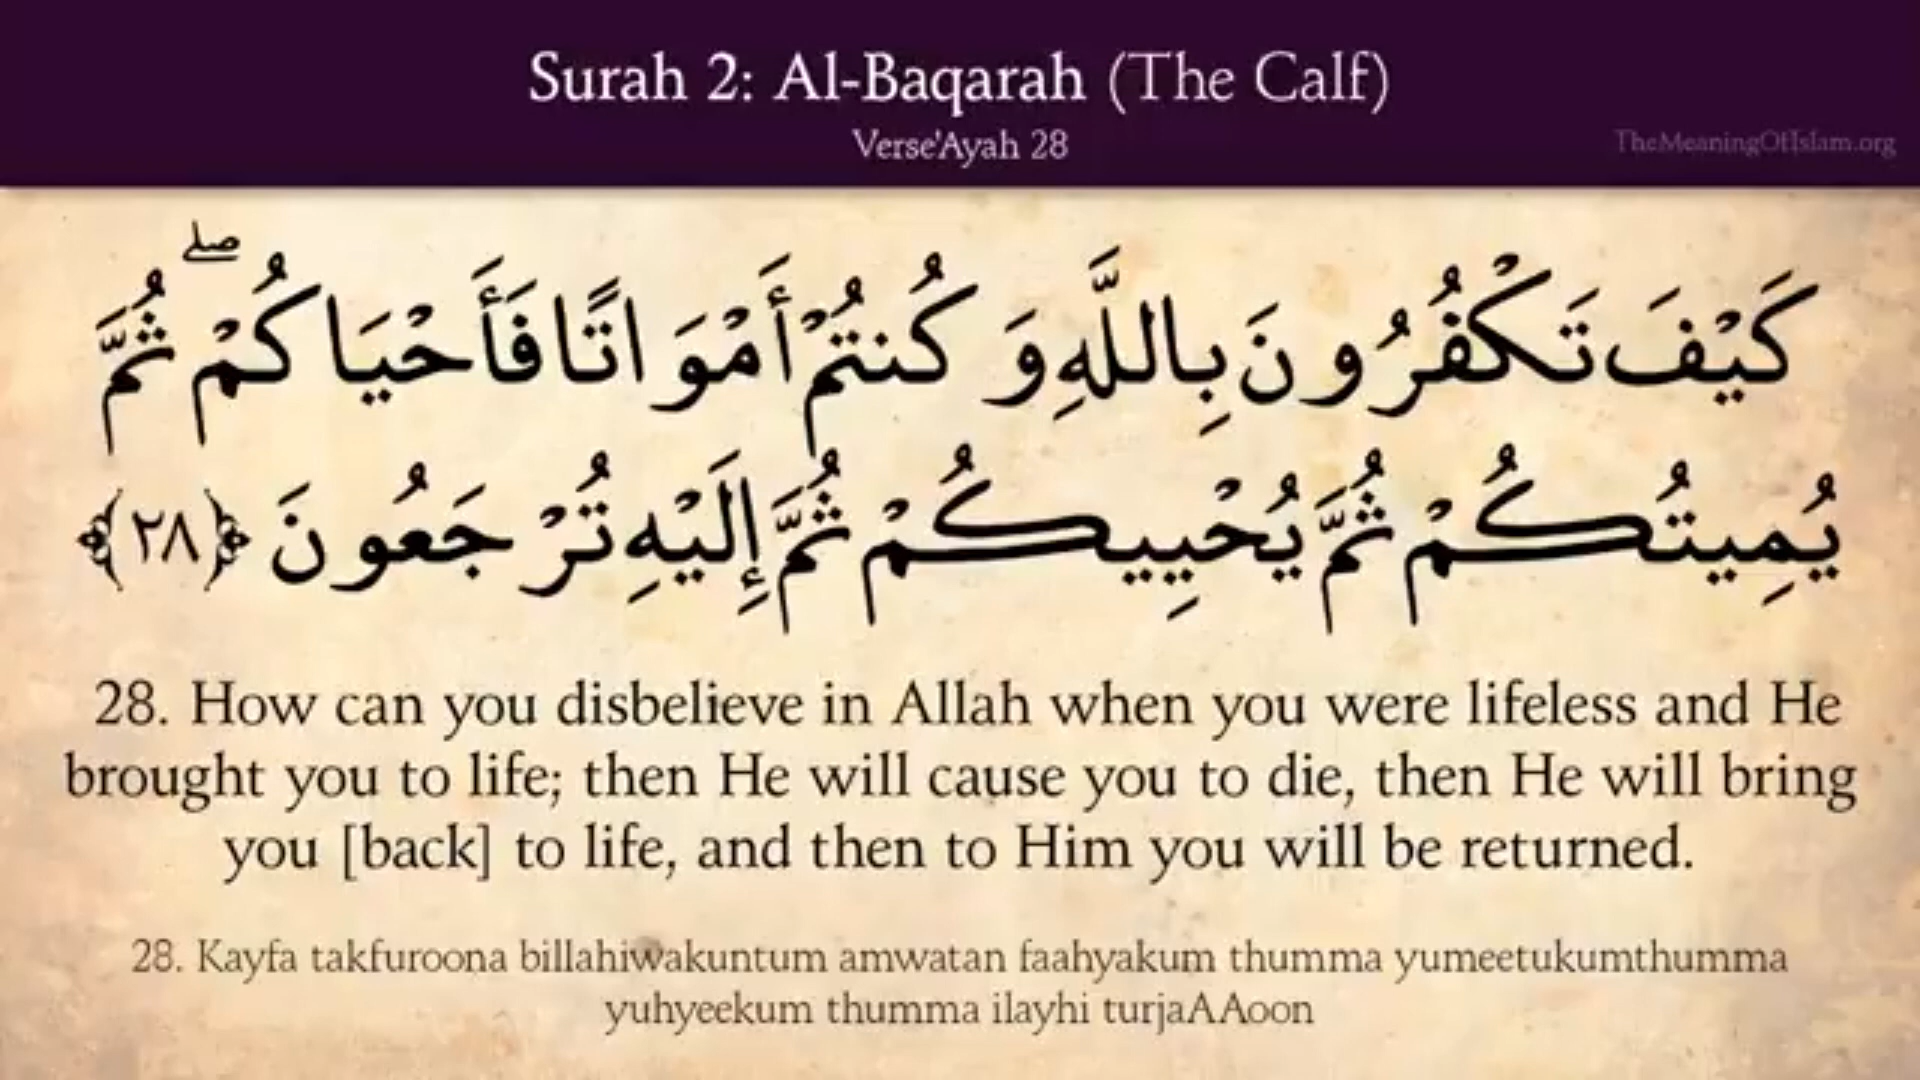 Surah 2: Al-Baqarah (The Calf)
Verse'Ayah 28
TheMeaningOfIslam.org
كَيْفَ تَكْفُرُونَ بِاللَّهِ وَكُنتُمْ أَمْوَاتًا فَأَحْيَاكُمْ ۖ ثُمَّ
يُمِيتُكُمْ ثُمَّ يُحْيِيكُمْ ثُمَّ إِلَيْهِ تُرْجَعُونَ ﴿٢٨﴾
28. How can you disbelieve in Allah when you were lifeless and He
brought you to life; then He will cause you to die, then He will bring
you [back] to life, and then to Him you will be returned.
28. Kayfa takfuroona billahiwakuntum amwatan faahyakum thumma yumeetukumthumma
yuhyeekum thumma ilayhi turjaAAoon